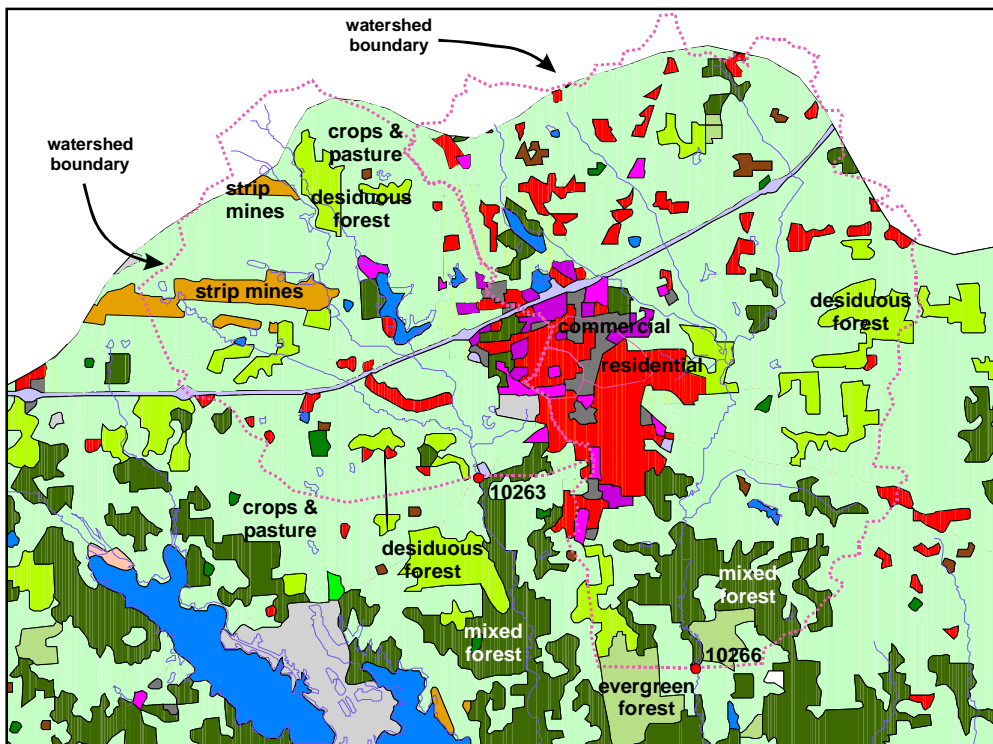 watershed
boundary
watershed
boundary
crops &
pasture
strip
mines
desiduous
forest
strip mines
desiduous
forest
commercial
residential
10263
crops &
pasture
desiduous
forest
mixed
forest
mixed
forest
10266
evergreen
forest